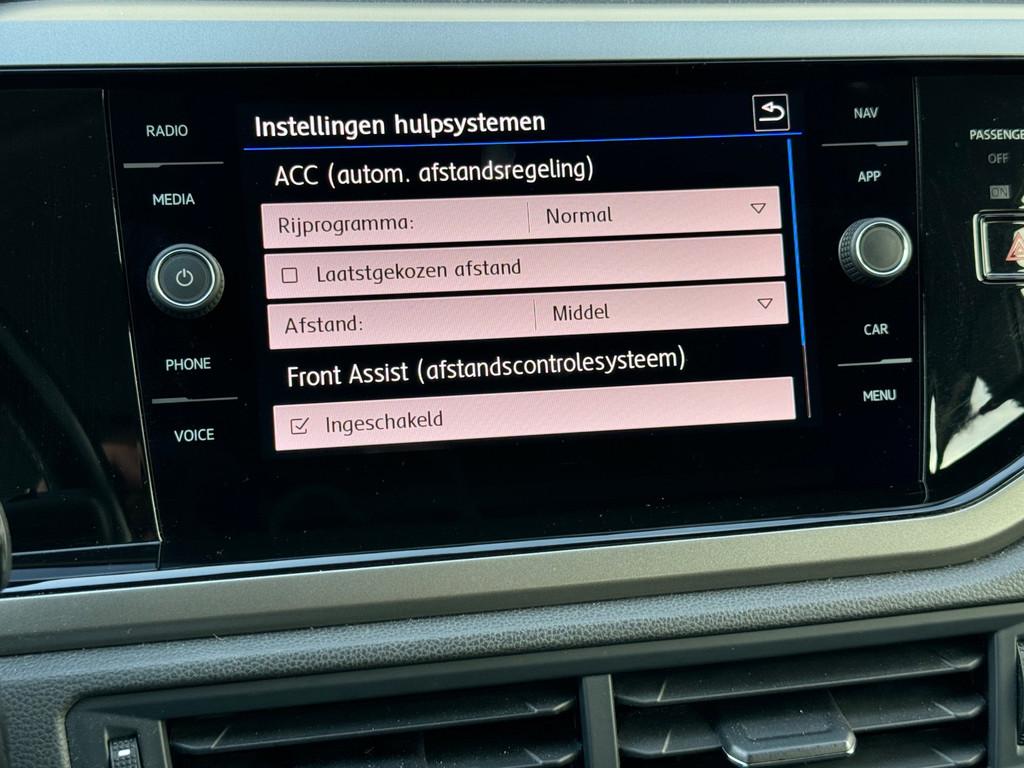 Instellingen hulpsystemen
ACC (autom. afstandsregeling)
Rijprogramma: Normal
Laatstgekozen afstand
Afstand: Middel
Front Assist (afstandscontrolesysteem)
Ingeschakeld
RADIO
MEDIA
PHONE
VOICE
NAV
APP
CAR
MENU
OFF
ON